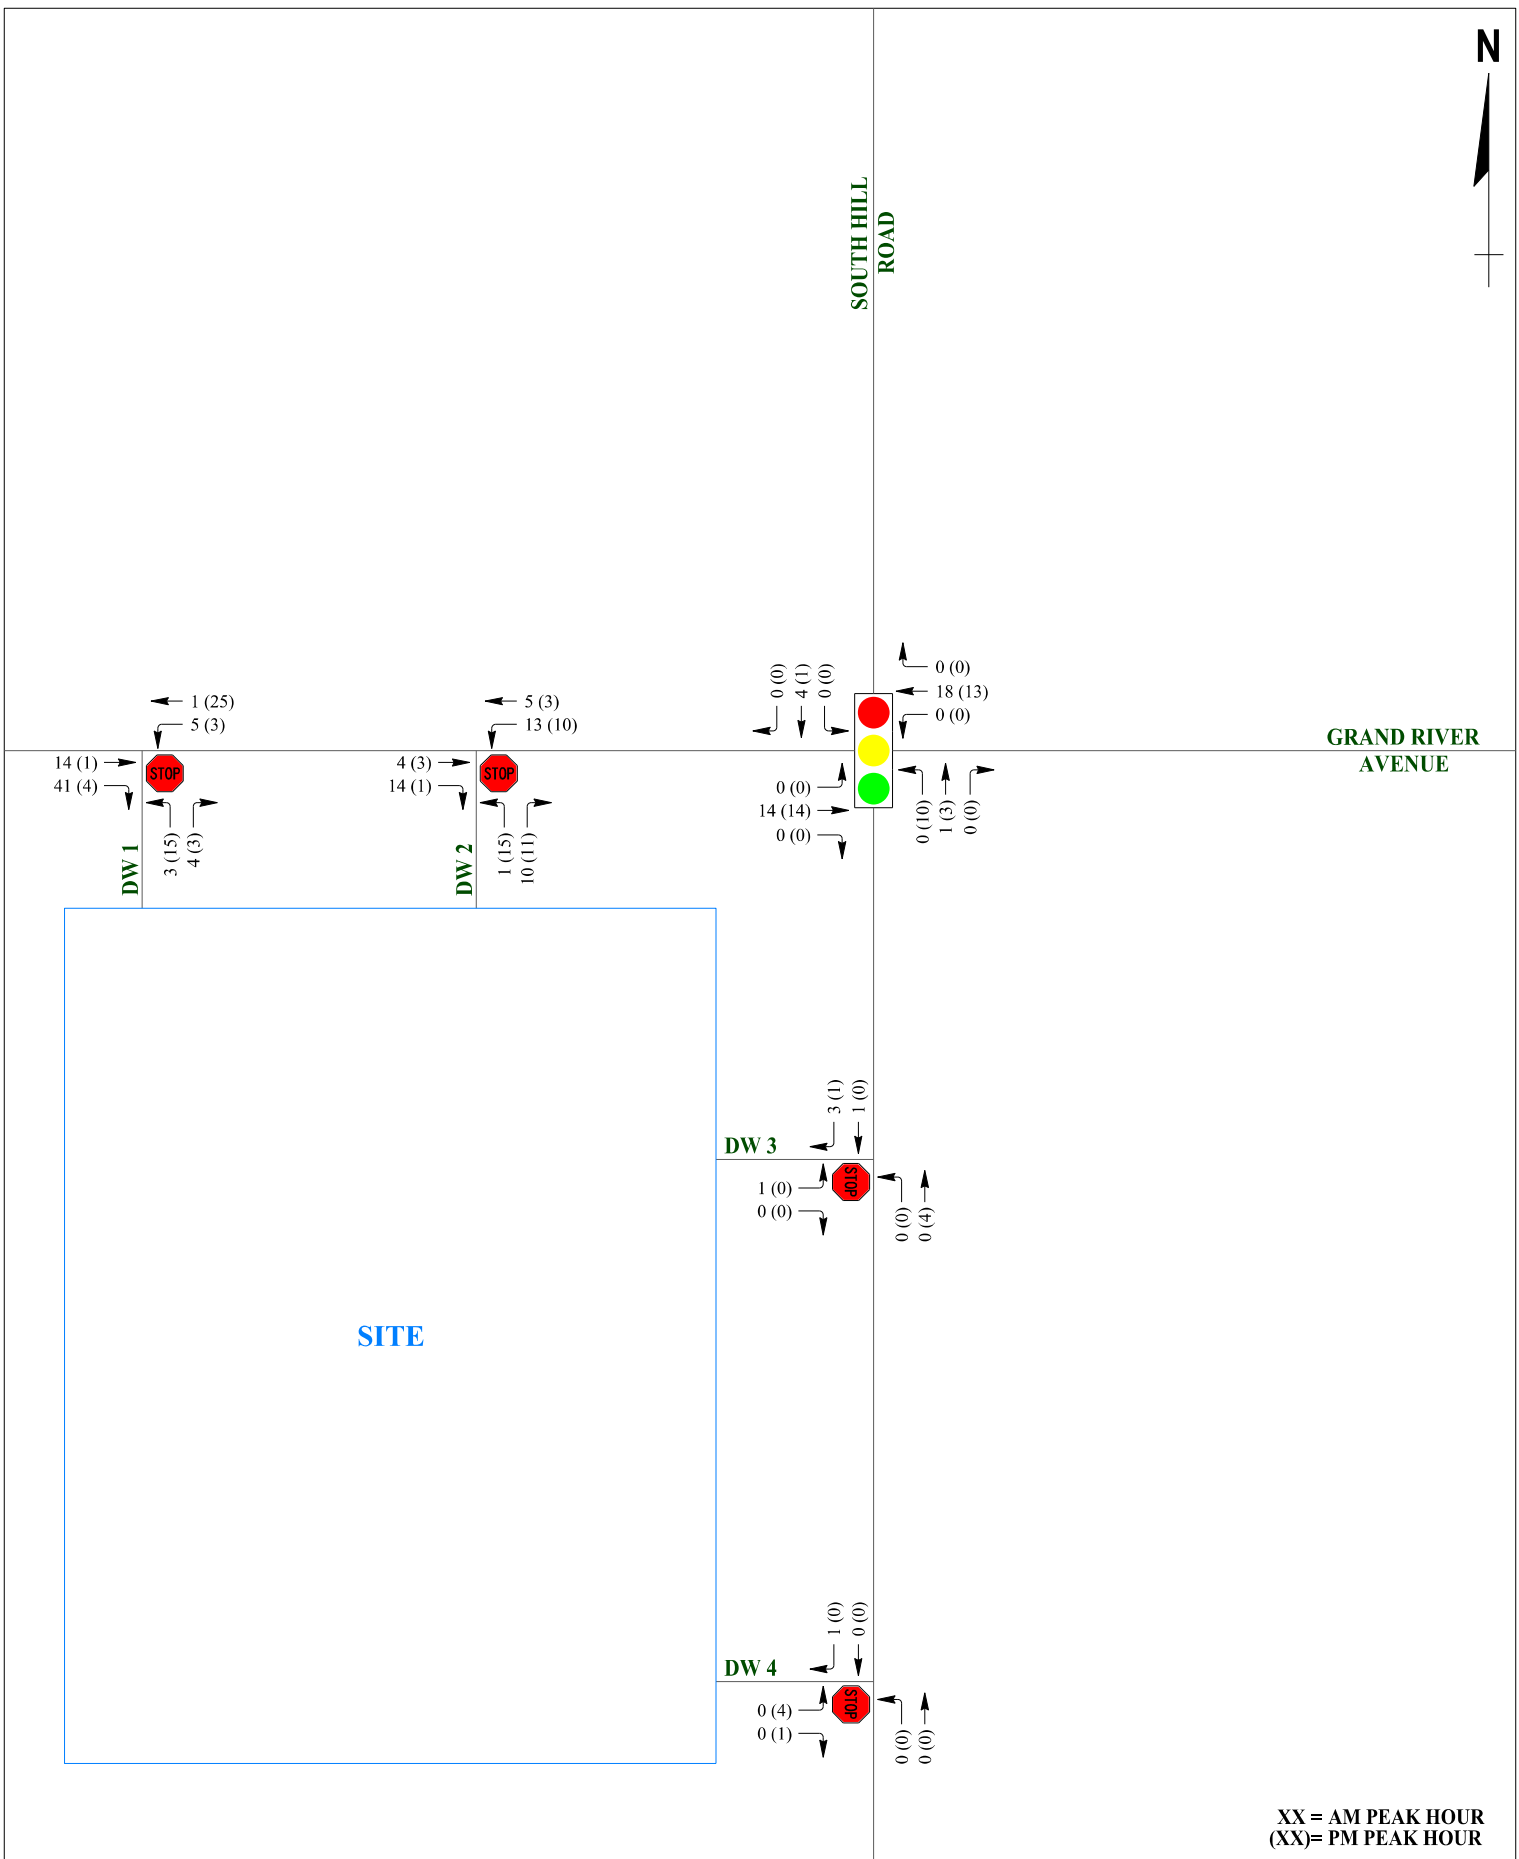 N
SOUTH HILL
ROAD
0 (0)
4 (1)
0 (0)
0 (0)
18 (13)
0 (0)
1 (25)
5 (3)
5 (3)
13 (10)
GRAND RIVER
AVENUE
14 (1)
41 (4)
STOP
3 (15)
4 (3)
DW 1
4 (3)
14 (1)
STOP
1 (15)
10 (11)
DW 2
0 (0)
14 (14)
0 (0)
0 (10)
1 (3)
0 (0)
3 (1)
1 (0)
DW 3
1 (0)
0 (0)
STOP
0 (0)
0 (4)
SITE
1 (0)
0 (0)
DW 4
0 (4)
0 (1)
STOP
0 (0)
0 (0)
XX = AM PEAK HOUR
(XX)= PM PEAK HOUR